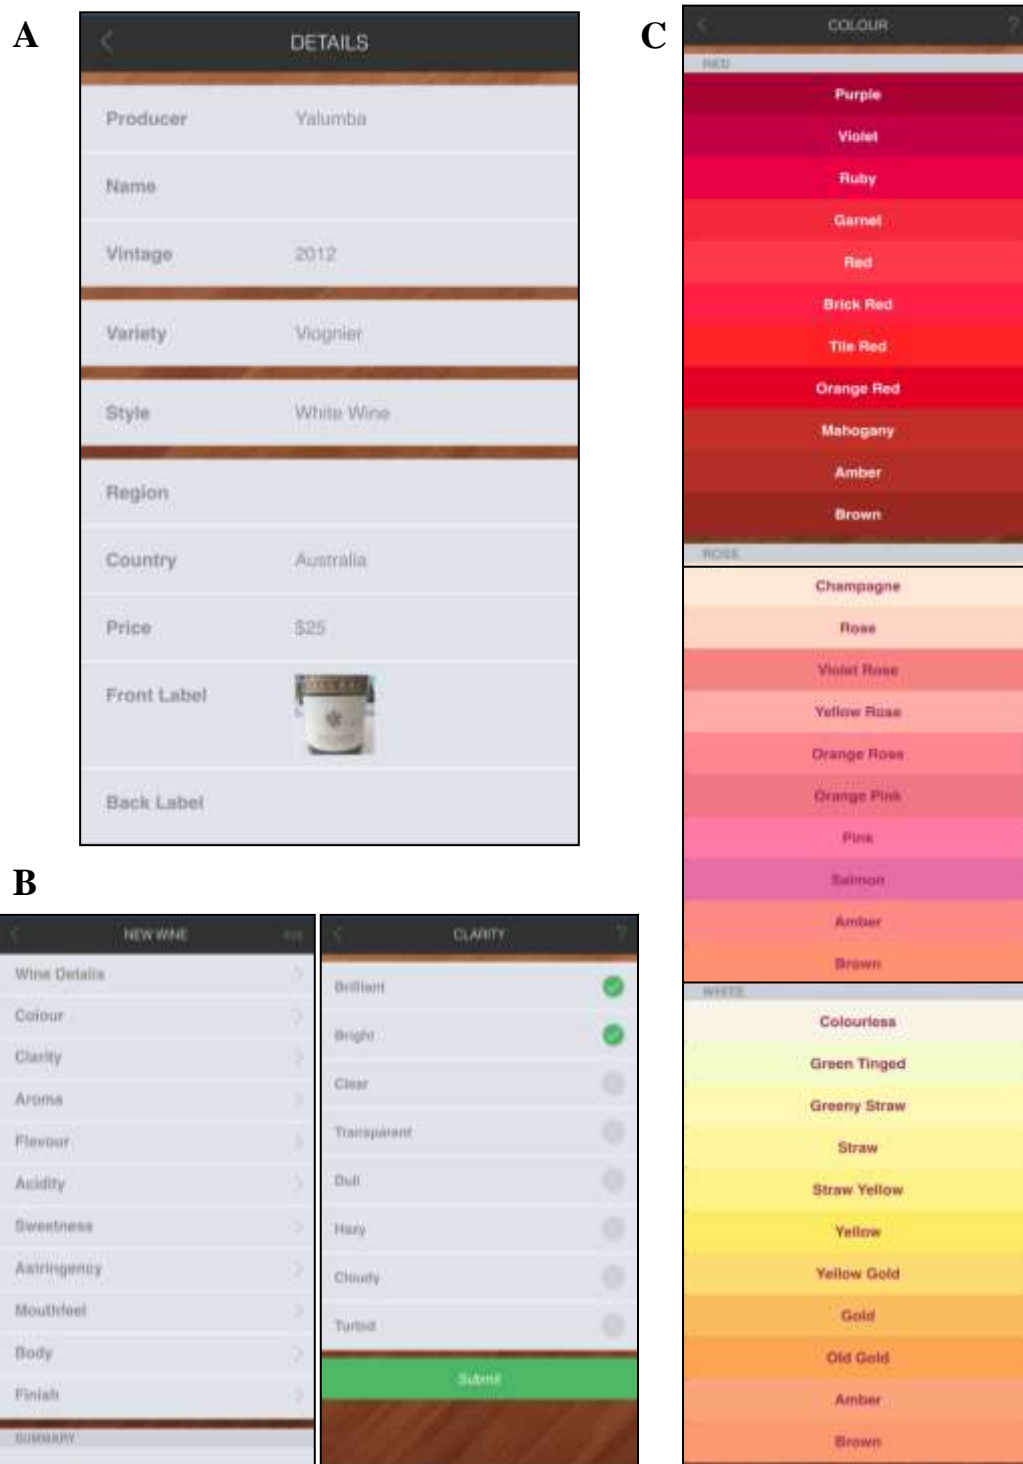 A
DETAILS
Producer Yalumba
Name
Vintage 2012
Variety Viognier
Style White Wine
Region
Country Australia
Price $25
Front Label
Back Label
B
NEW WINE
Wine Details
Colour
Clarity
Aroma
Flavour
Acidity
Sweetness
Astringency
Mouthfeel
Body
Finish
SUMMARY
CLARITY ?
Brilliant
Bright
Clear
Transparent
Dull
Hazy
Cloudy
Turbid
Submit
C
COLOUR ?
RED
Purple
Violet
Ruby
Garnet
Red
Brick Red
Tile Red
Orange Red
Mahogany
Amber
Brown
ROSE
Champagne
Rose
Violet Rose
Yellow Rose
Orange Rose
Orange Pink
Pink
Salmon
Amber
Brown
WHITE
Colourless
Green Tinged
Greeny Straw
Straw
Straw Yellow
Yellow
Yellow Gold
Gold
Old Gold
Amber
Brown